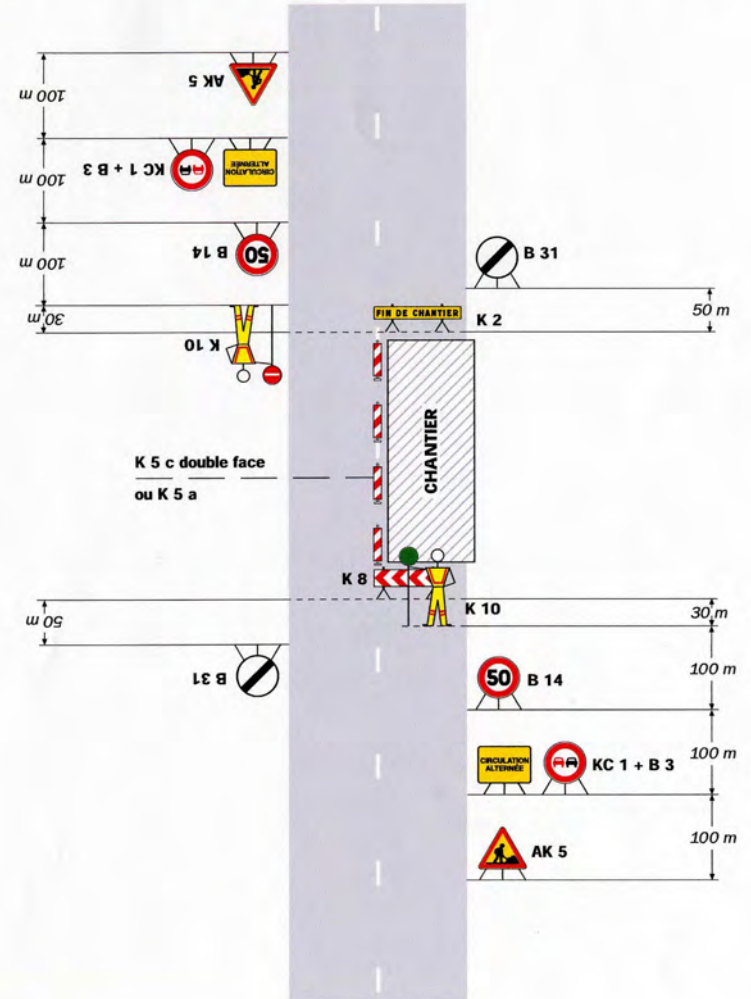 AK 5
100 m
KC 1 + B 3
CIRCULATION
ALTERNÉE
100 m
B 14
50
100 m
30 m
K 10
B 31
50 m
FIN DE CHANTIER
K 2
CHANTIER
K 5 c double face
ou K 5 a
K 8
K 10
30 m
50 m
B 31
50
B 14
100 m
CIRCULATION
ALTERNÉE
KC 1 + B 3
100 m
AK 5
100 m